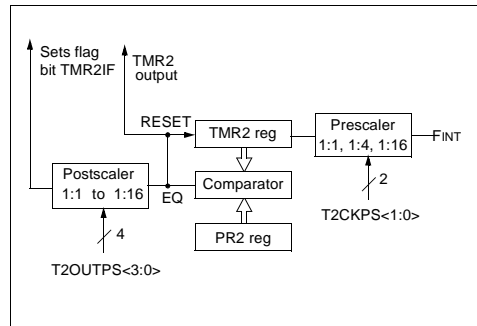 Sets flag
bit TMR2IF
TMR2
output
RESET
TMR2 reg
Prescaler
1:1, 1:4, 1:16
FINT
Postscaler
1:1 to 1:16
EQ
Comparator
2
T2CKPS<1:0>
4
PR2 reg
T2OUTPS<3:0>